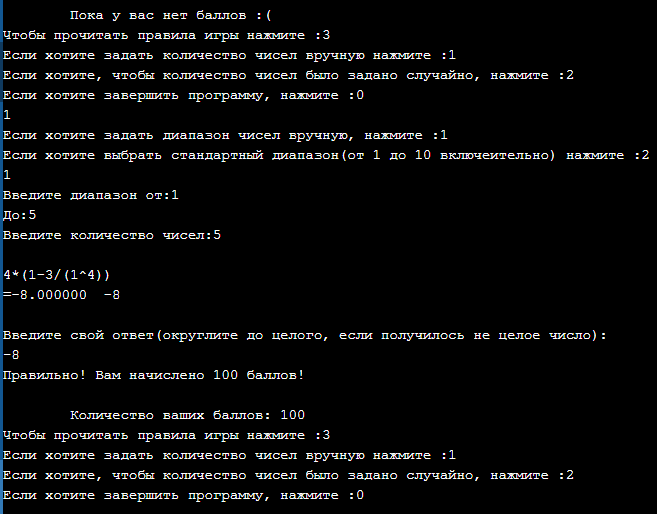 Пока у вас нет баллов :(
Чтобы прочитать правила игры нажмите :3
Если хотите задать количество чисел вручную нажмите :1
Если хотите, чтобы количество чисел было задано случайно, нажмите :2
Если хотите завершить программу, нажмите :0
1
Если хотите задать диапазон чисел вручную, нажмите :1
Если хотите выбрать стандартный диапазон(от 1 до 10 включеительно) нажмите :2
1
Введите диапазон от:1
До:5
Введите количество чисел:5
4*(1-3/(1^4))
=-8.000000  -8
Введите свой ответ(округлите до целого, если получилось не целое число):
-8
Правильно! Вам начислено 100 баллов!
Количество ваших баллов: 100
Чтобы прочитать правила игры нажмите :3
Если хотите задать количество чисел вручную нажмите :1
Если хотите, чтобы количество чисел было задано случайно, нажмите :2
Если хотите завершить программу, нажмите :0